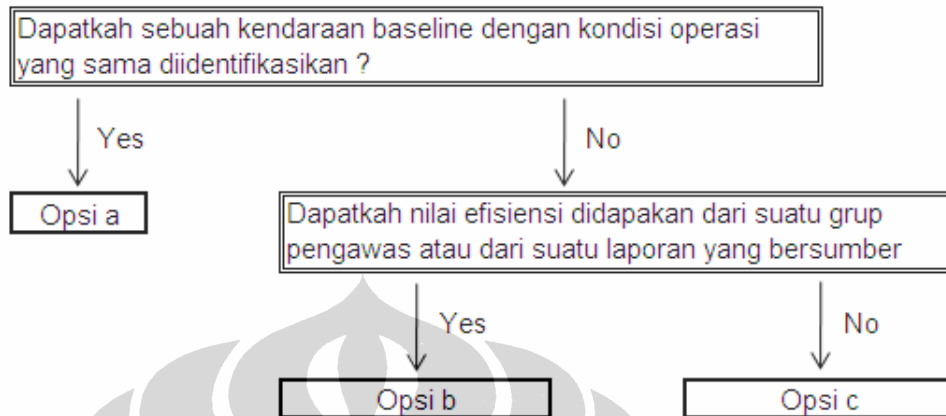 Dapatkah sebuah kendaraan baseline dengan kondisi operasi
yang sama diidentifikasikan ?
Yes
No
Opsi a
Dapatkah nilai efisiensi didapakan dari suatu grup
pengawas atau dari suatu laporan yang bersumber
Yes
No
Opsi b
Opsi c